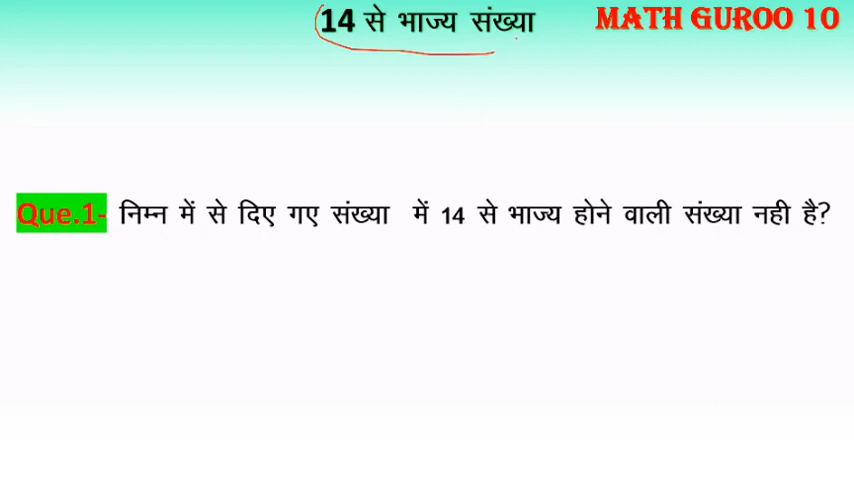 14 से भाज्य संख्या
MATH GUROO 10
Que.1- निम्न में से दिए गए संख्या में 14 से भाज्य होने वाली संख्या नही है?